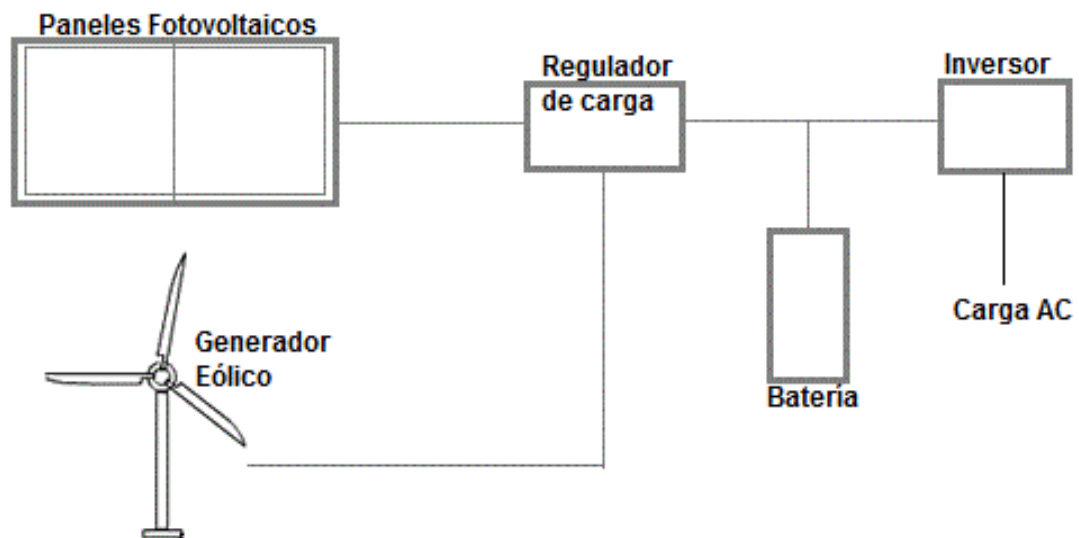 Paneles Fotovoltaicos
Regulador
de carga
Inversor
Generador
Eólico
Batería
Carga AC